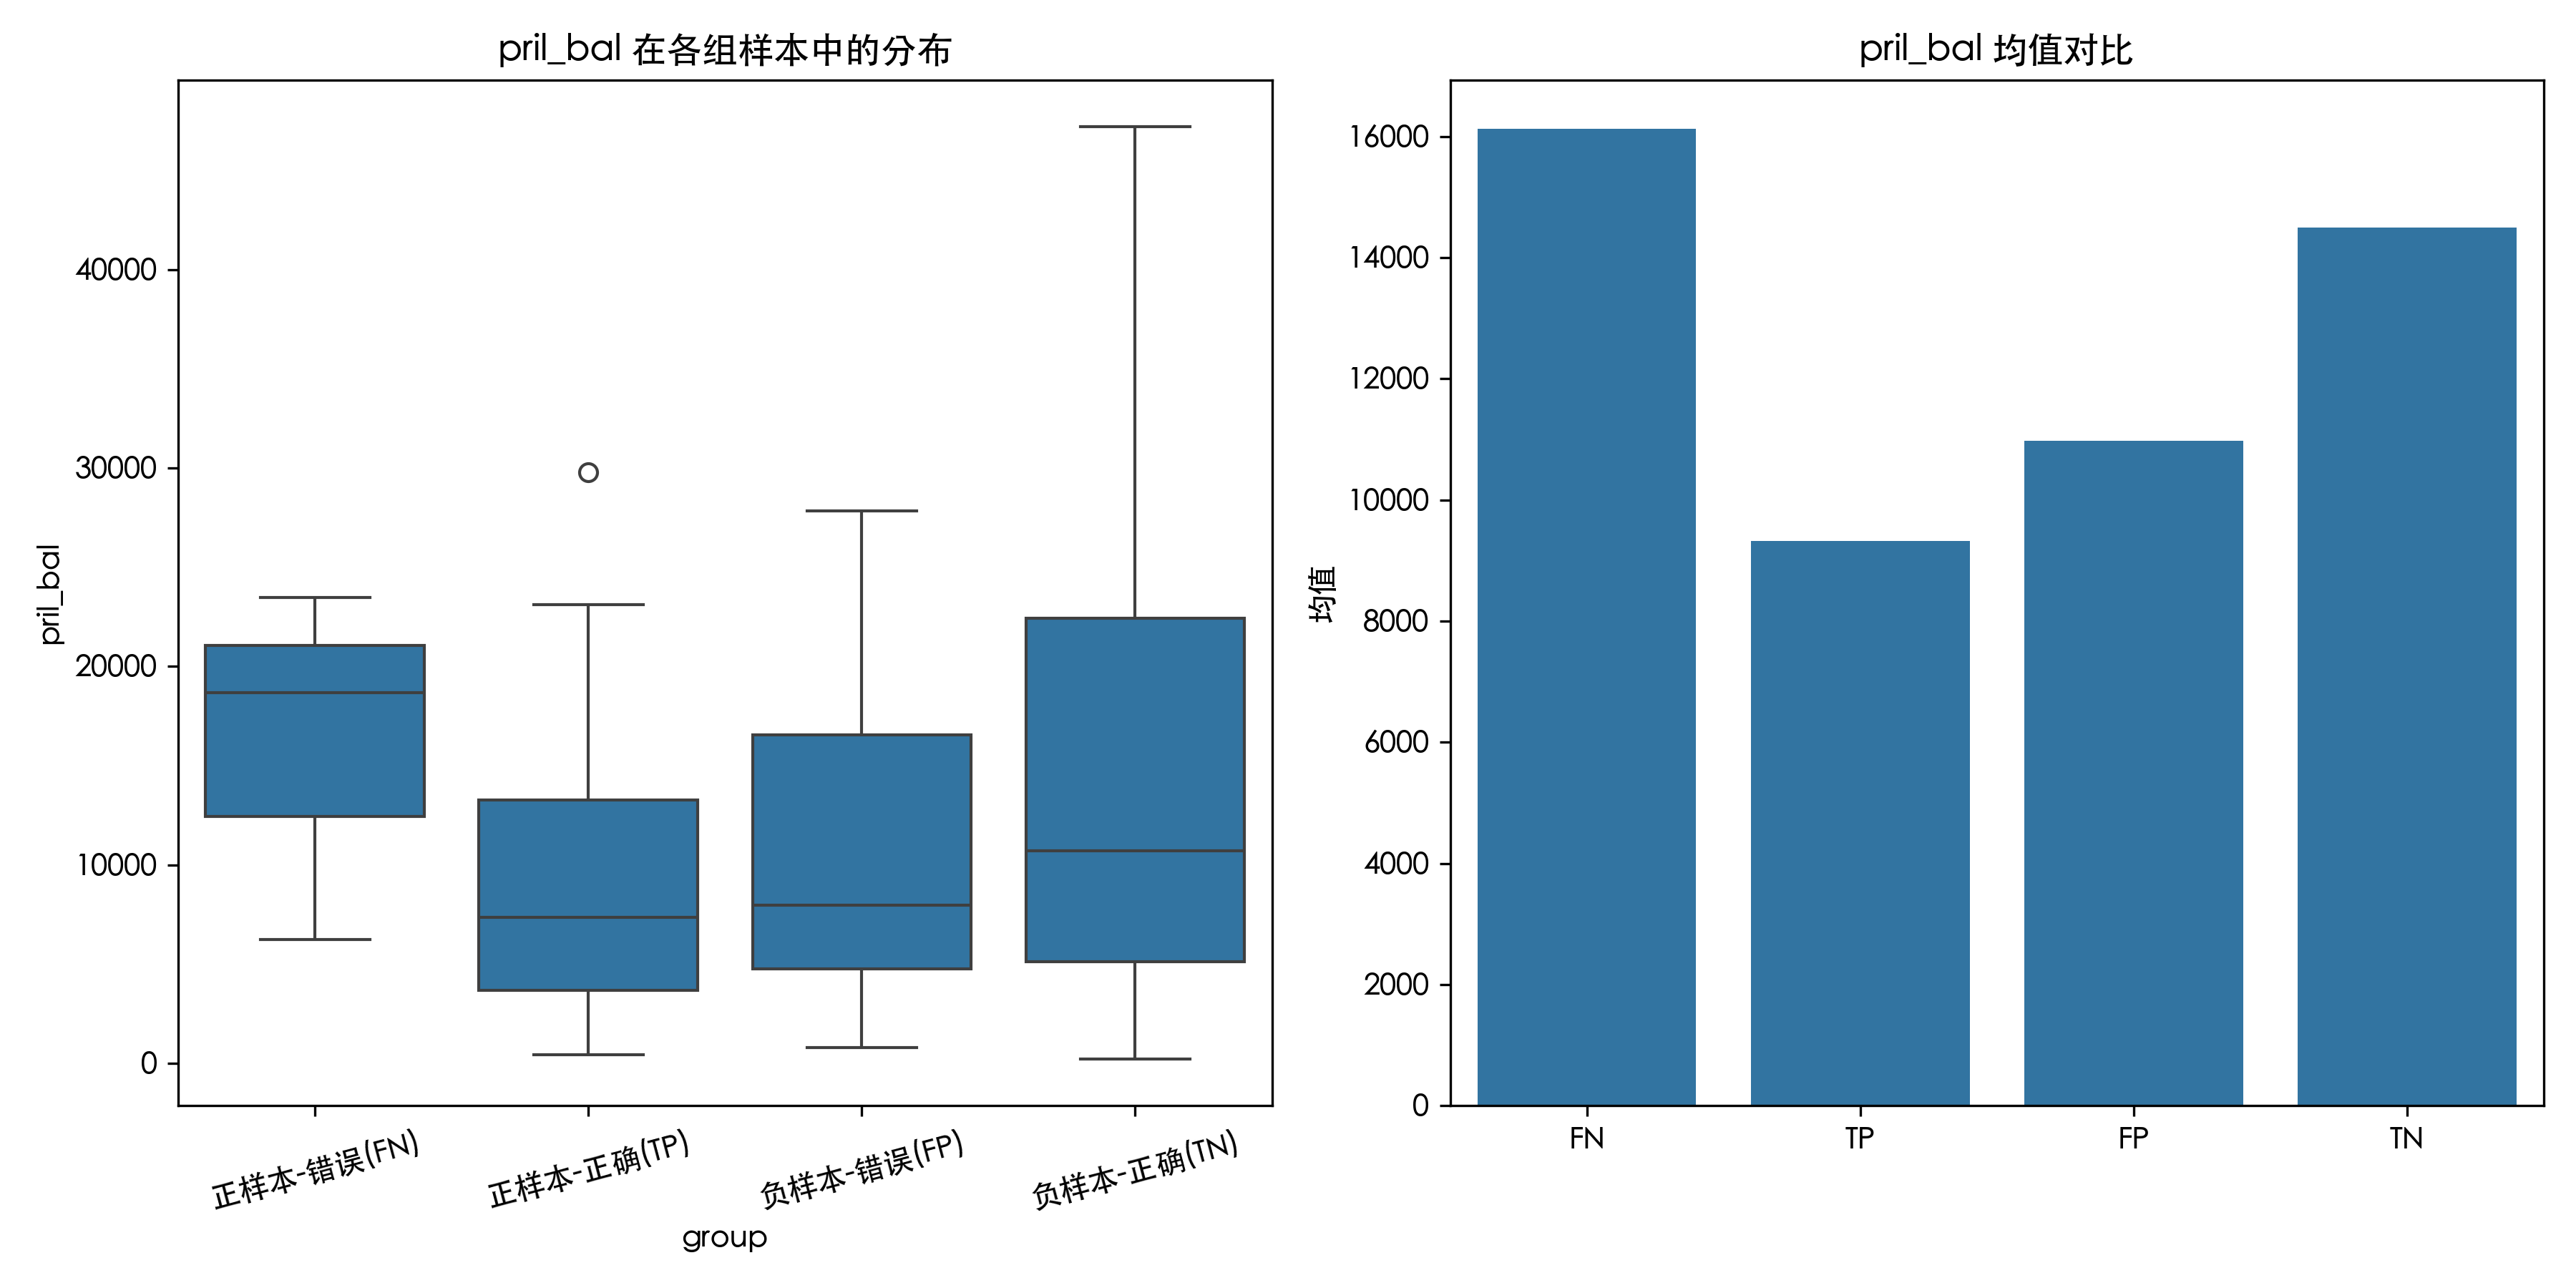 pril_bal 在各组样本中的分布
pril_bal
40000
30000
20000
10000
0
正样本-错误(FN)
正样本-正确(TP)
负样本-错误(FP)
负样本-正确(TN)
group
pril_bal 均值对比
均值
16000
14000
12000
10000
8000
6000
4000
2000
0
FN
TP
FP
TN